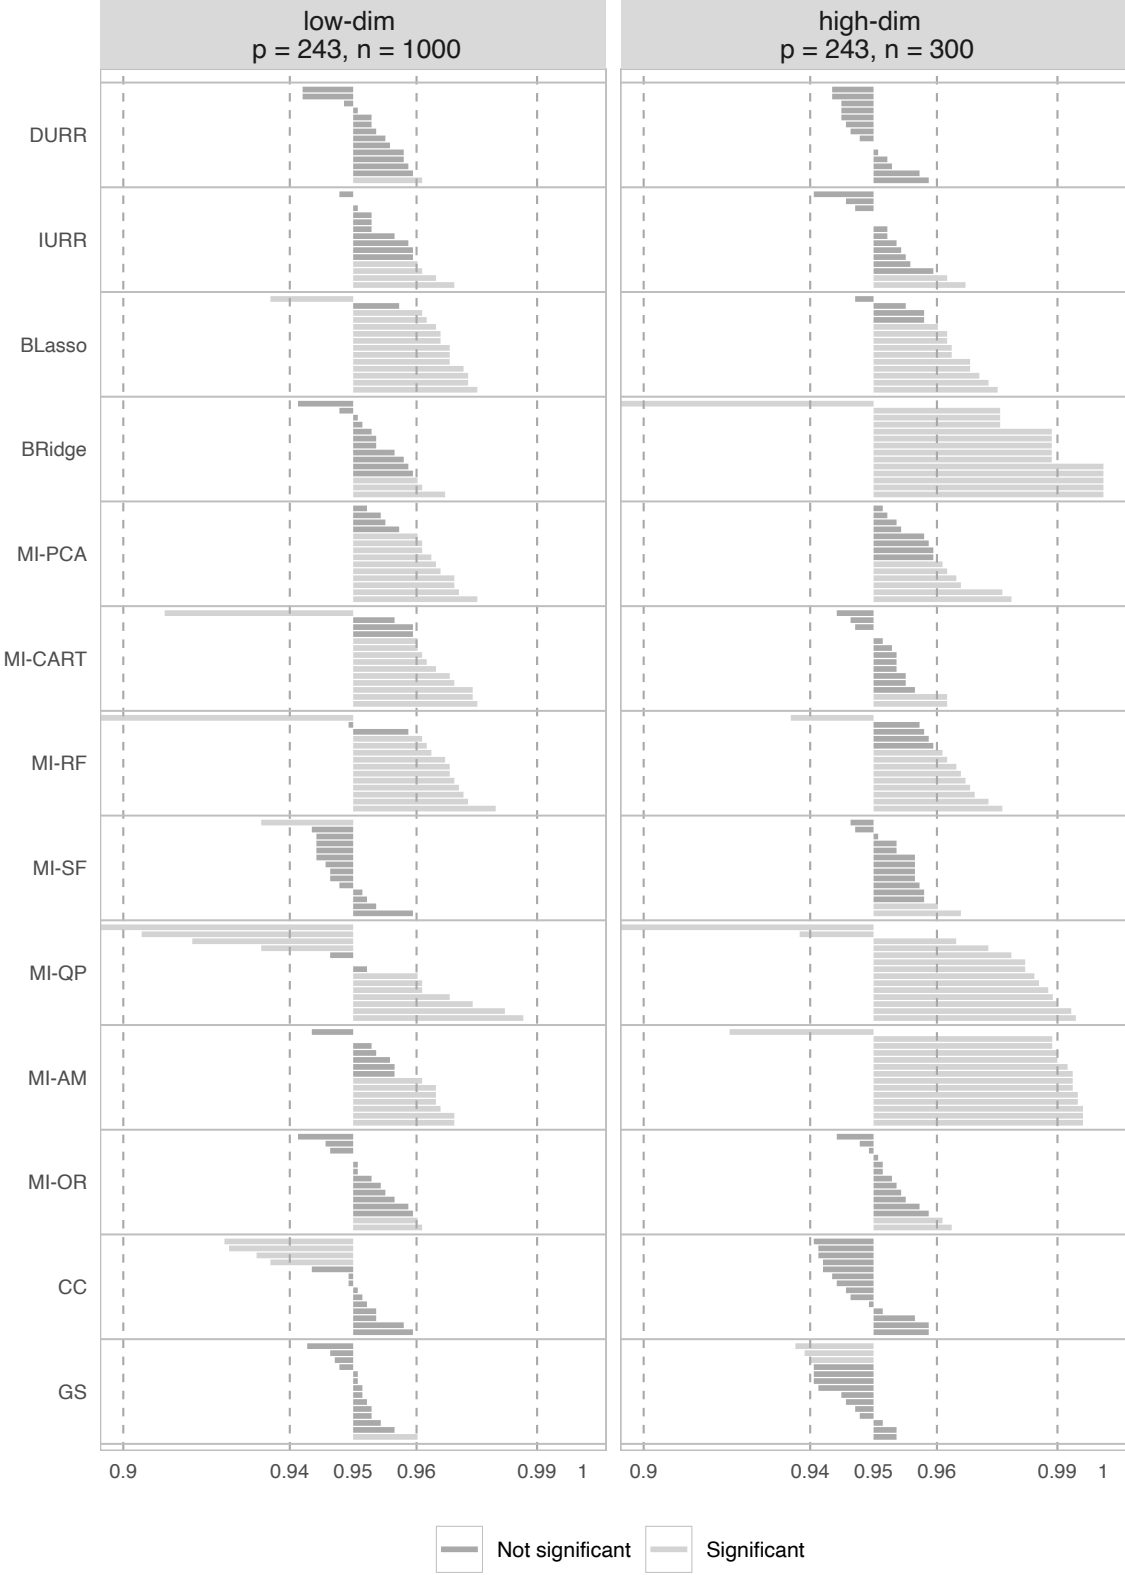 low-dim
p = 243, n = 1000
high-dim
p = 243, n = 300
DURR
IURR
BLasso
BRidge
MI-PCA
MI-CART
MI-RF
MI-SF
MI-QP
MI-AM
MI-OR
CC
GS
0.9 0.94 0.95 0.96 0.99 1
0.9 0.94 0.95 0.96 0.99 1
Not significant
Significant